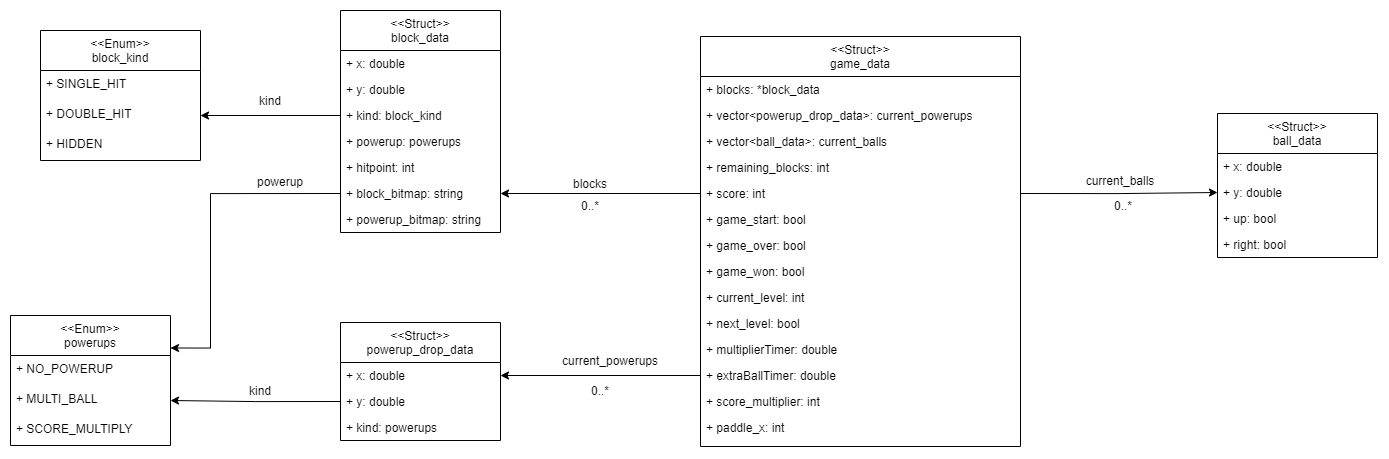 <<Enum>>
block_kind
+ SINGLE_HIT
+ DOUBLE_HIT
+ HIDDEN
kind
<<Struct>>
block_data
+ x: double
+ y: double
+ kind: block_kind
+ powerup: powerups
+ hitpoint: int
+ block_bitmap: string
+ powerup_bitmap: string
powerup
blocks
0..*
<<Struct>>
game_data
+ blocks: *block_data
+ vector<powerup_drop_data>: current_powerups
+ vector<ball_data>: current_balls
+ remaining_blocks: int
+ score: int
+ game_start: bool
+ game_over: bool
+ game_won: bool
+ current_level: int
+ next_level: bool
+ multiplierTimer: double
+ extraBallTimer: double
+ score_multiplier: int
+ paddle_x: int
current_balls
0..*
<<Struct>>
ball_data
+ x: double
+ y: double
+ up: bool
+ right: bool
<<Enum>>
powerups
+ NO_POWERUP
+ MULTI_BALL
+ SCORE_MULTIPLY
kind
<<Struct>>
powerup_drop_data
+ x: double
+ y: double
+ kind: powerups
current_powerups
0..*